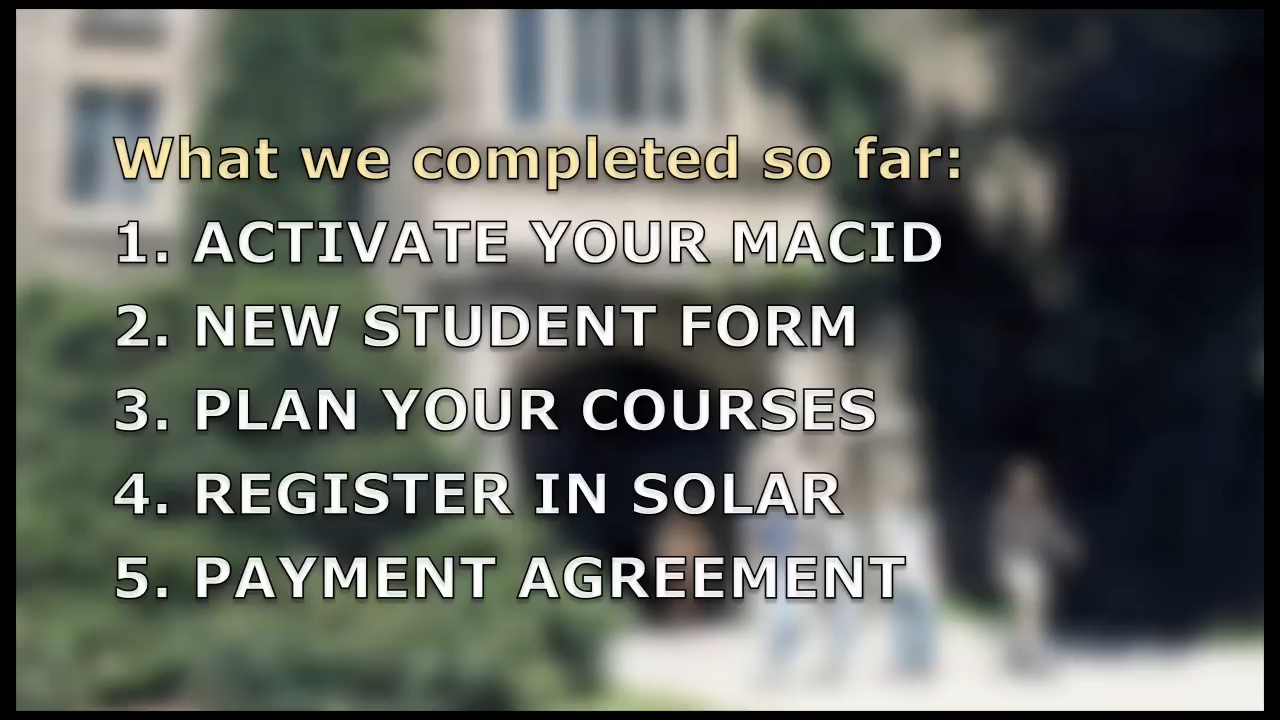 What we completed so far:
1. ACTIVATE YOUR MACID
2. NEW STUDENT FORM
3. PLAN YOUR COURSES
4. REGISTER IN SOLAR
5. PAYMENT AGREEMENT